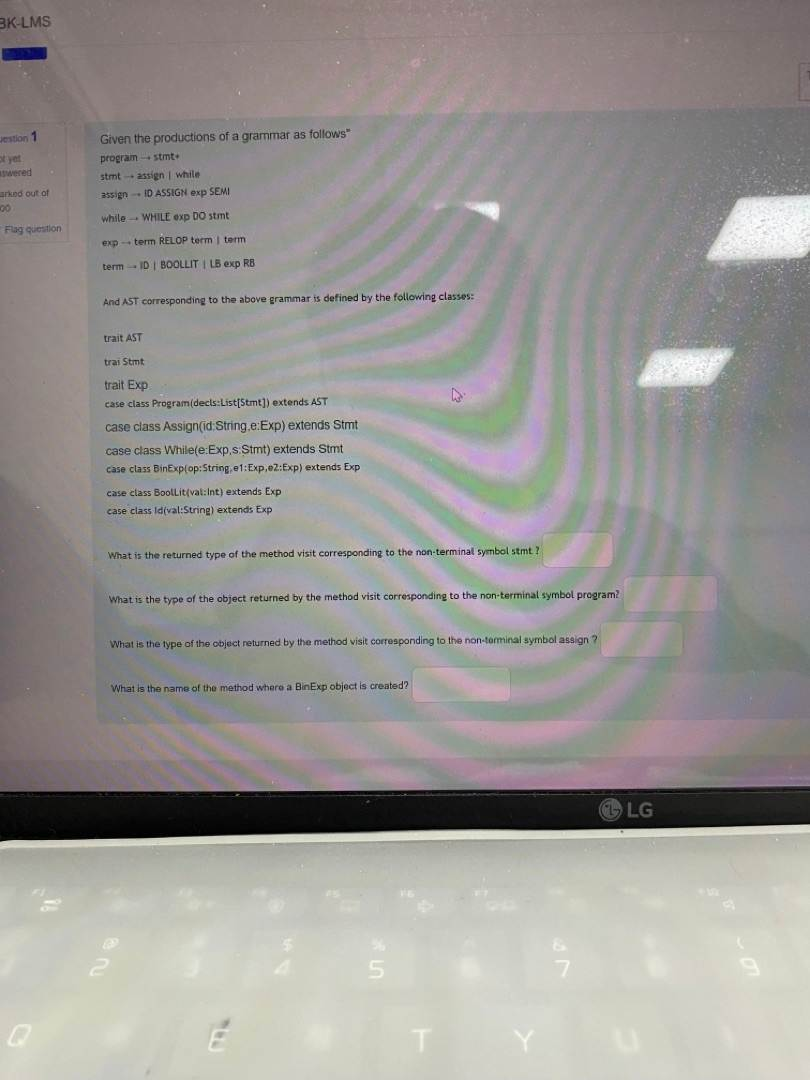 BK-LMS
uestion 1
ot yet
nswered
arked out of
00
Flag question
Given the productions of a grammar as follows"
program → stmt+
stmt → assign | while
assign → ID ASSIGN exp SEMI
while → WHILE exp DO stmt
exp → term RELOP term | term
term → ID | BOOLLIT | LB exp RB
And AST corresponding to the above grammar is defined by the following classes:
trait AST
trai Stmt
trait Exp
case class Program(decls:List[Stmt]) extends AST
case class Assign(id:String,e:Exp) extends Stmt
case class While(e:Exp,s:Stmt) extends Stmt
case class BinExp(op:String,e1:Exp,e2:Exp) extends Exp
case class BoolLit(val:Int) extends Exp
case class Id(val:String) extends Exp
What is the returned type of the method visit corresponding to the non-terminal symbol stmt ?
What is the type of the object returned by the method visit corresponding to the non-terminal symbol program?
What is the type of the object returned by the method visit corresponding to the non-terminal symbol assign ?
What is the name of the method where a BinExp object is created?
LG
F5 F6 F7
@ $ % & (
2 4 5 7 9
Q E T Y U